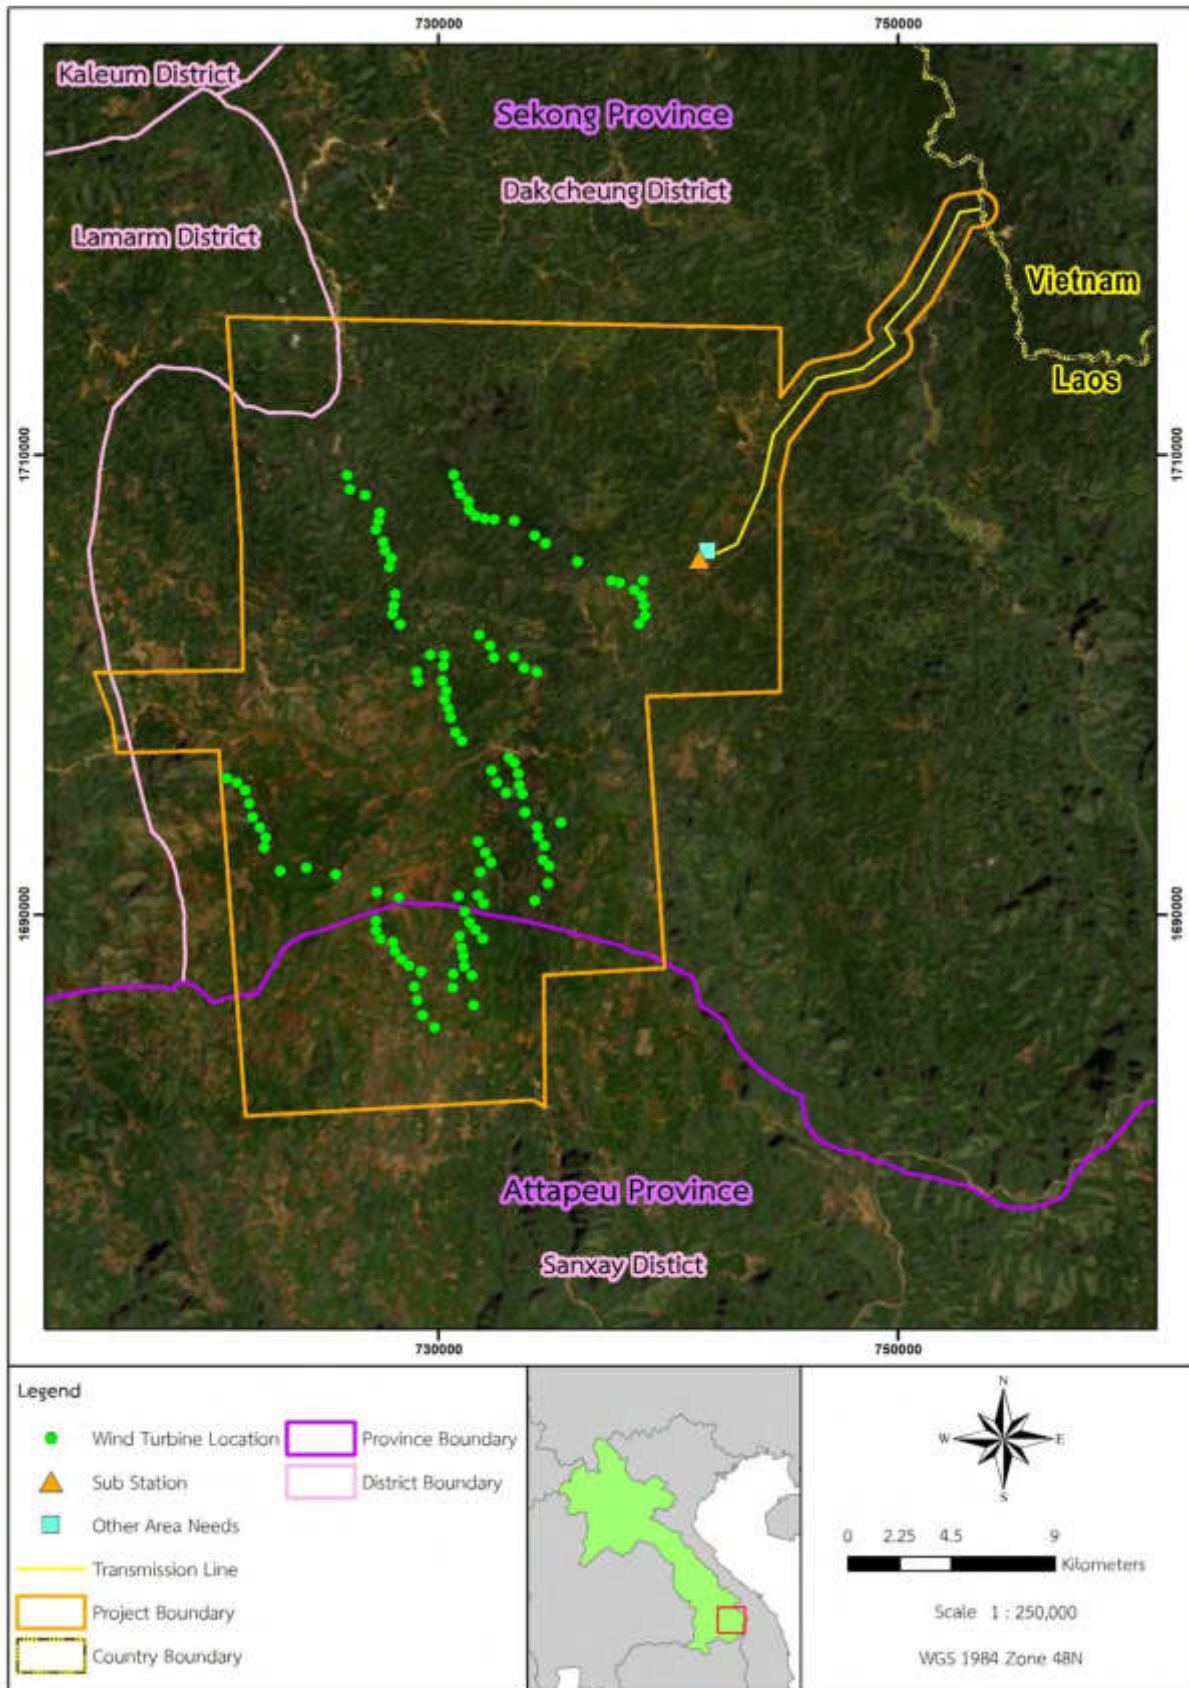 730000 750000
Kaleum District
Sekong Province
Dak cheung District
Lamarm District
Vietnam
Laos
1710000 1710000
1690000 1690000
Attapeu Province
Sanxay Distict
730000 750000
Legend
Wind Turbine Location
Sub Station
Other Area Needs
Transmission Line
Project Boundary
Country Boundary
Province Boundary
District Boundary
N
W E
S
0 2.25 4.5 9
Kilometers
Scale 1 : 250,000
WGS 1984 Zone 48N